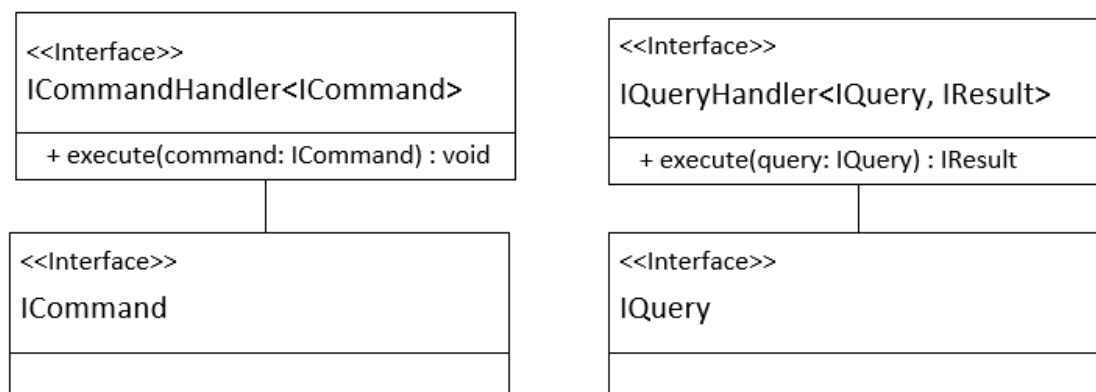 <<Interface>>
ICommandHandler<ICommand>
+ execute(command: ICommand) : void
<<Interface>>
ICommand
<<Interface>>
IQueryHandler<IQuery, IResult>
+ execute(query: IQuery) : IResult
<<Interface>>
IQuery